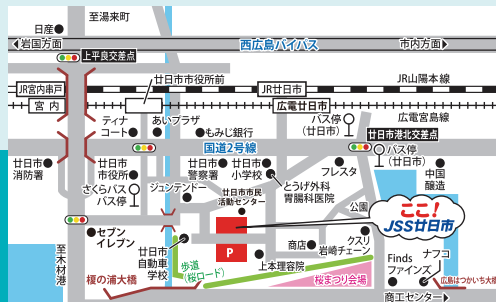 至湯来町
日産
岩国方面
西広島バイパス
市内方面
上平良交差点
廿日市市役所前
JR山陽本線
JR宮内串戸
JR廿日市
宮内
広電廿日市
広電宮島線
ティナ
コート
あいプラザ
もみじ銀行
バス停
(廿日市)
廿日市港北交差点
国道2号線
バス停
(廿日市)
廿日市
消防署
廿日市
市役所
廿日市
警察署
廿日市
小学校
フレスタ
中国
醸造
さくらバス
バス停
ジュンテンドー
廿日市市民
活動センター
とうげ外科
胃腸科医院
公園
ここ!
JSS廿日市
セブン
イレブン
至木材港
廿日市
自動車
学校
P
商店
クスリ
岩崎チェーン
上本理容院
歩道
(桜ロード)
榎の浦大橋
桜まつり会場
Finds
ファインズ
ナフコ
広島はつかいち大橋
商工センター